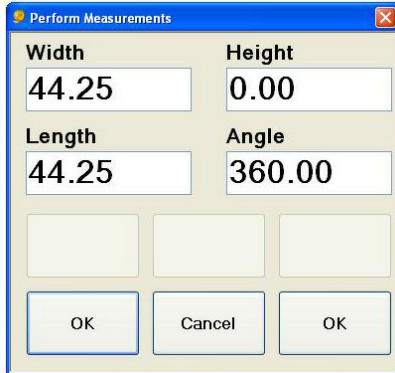 Perform Measurements
Width Height
44.25 0.00
Length Angle
44.25 360.00
OK Cancel OK